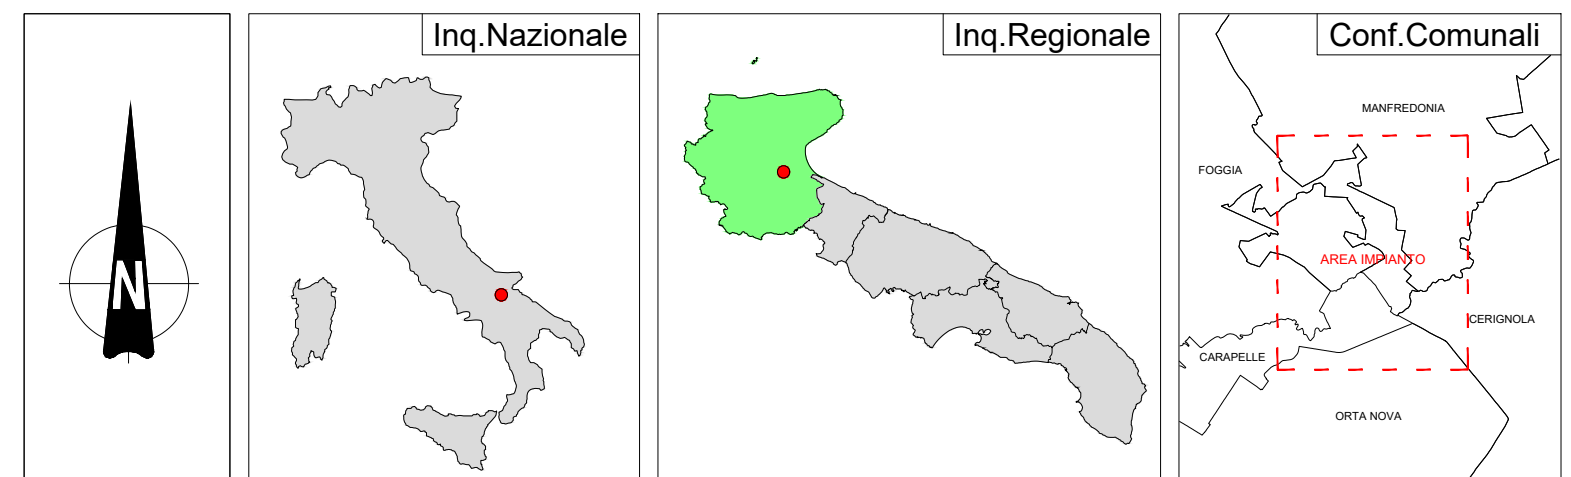 N
Inq.Nazionale
Inq.Regionale
Conf.Comunali
MANFREDONIA
FOGGIA
AREA IMPIANTO
CERIGNOLA
CARAPELLE
ORTA NOVA